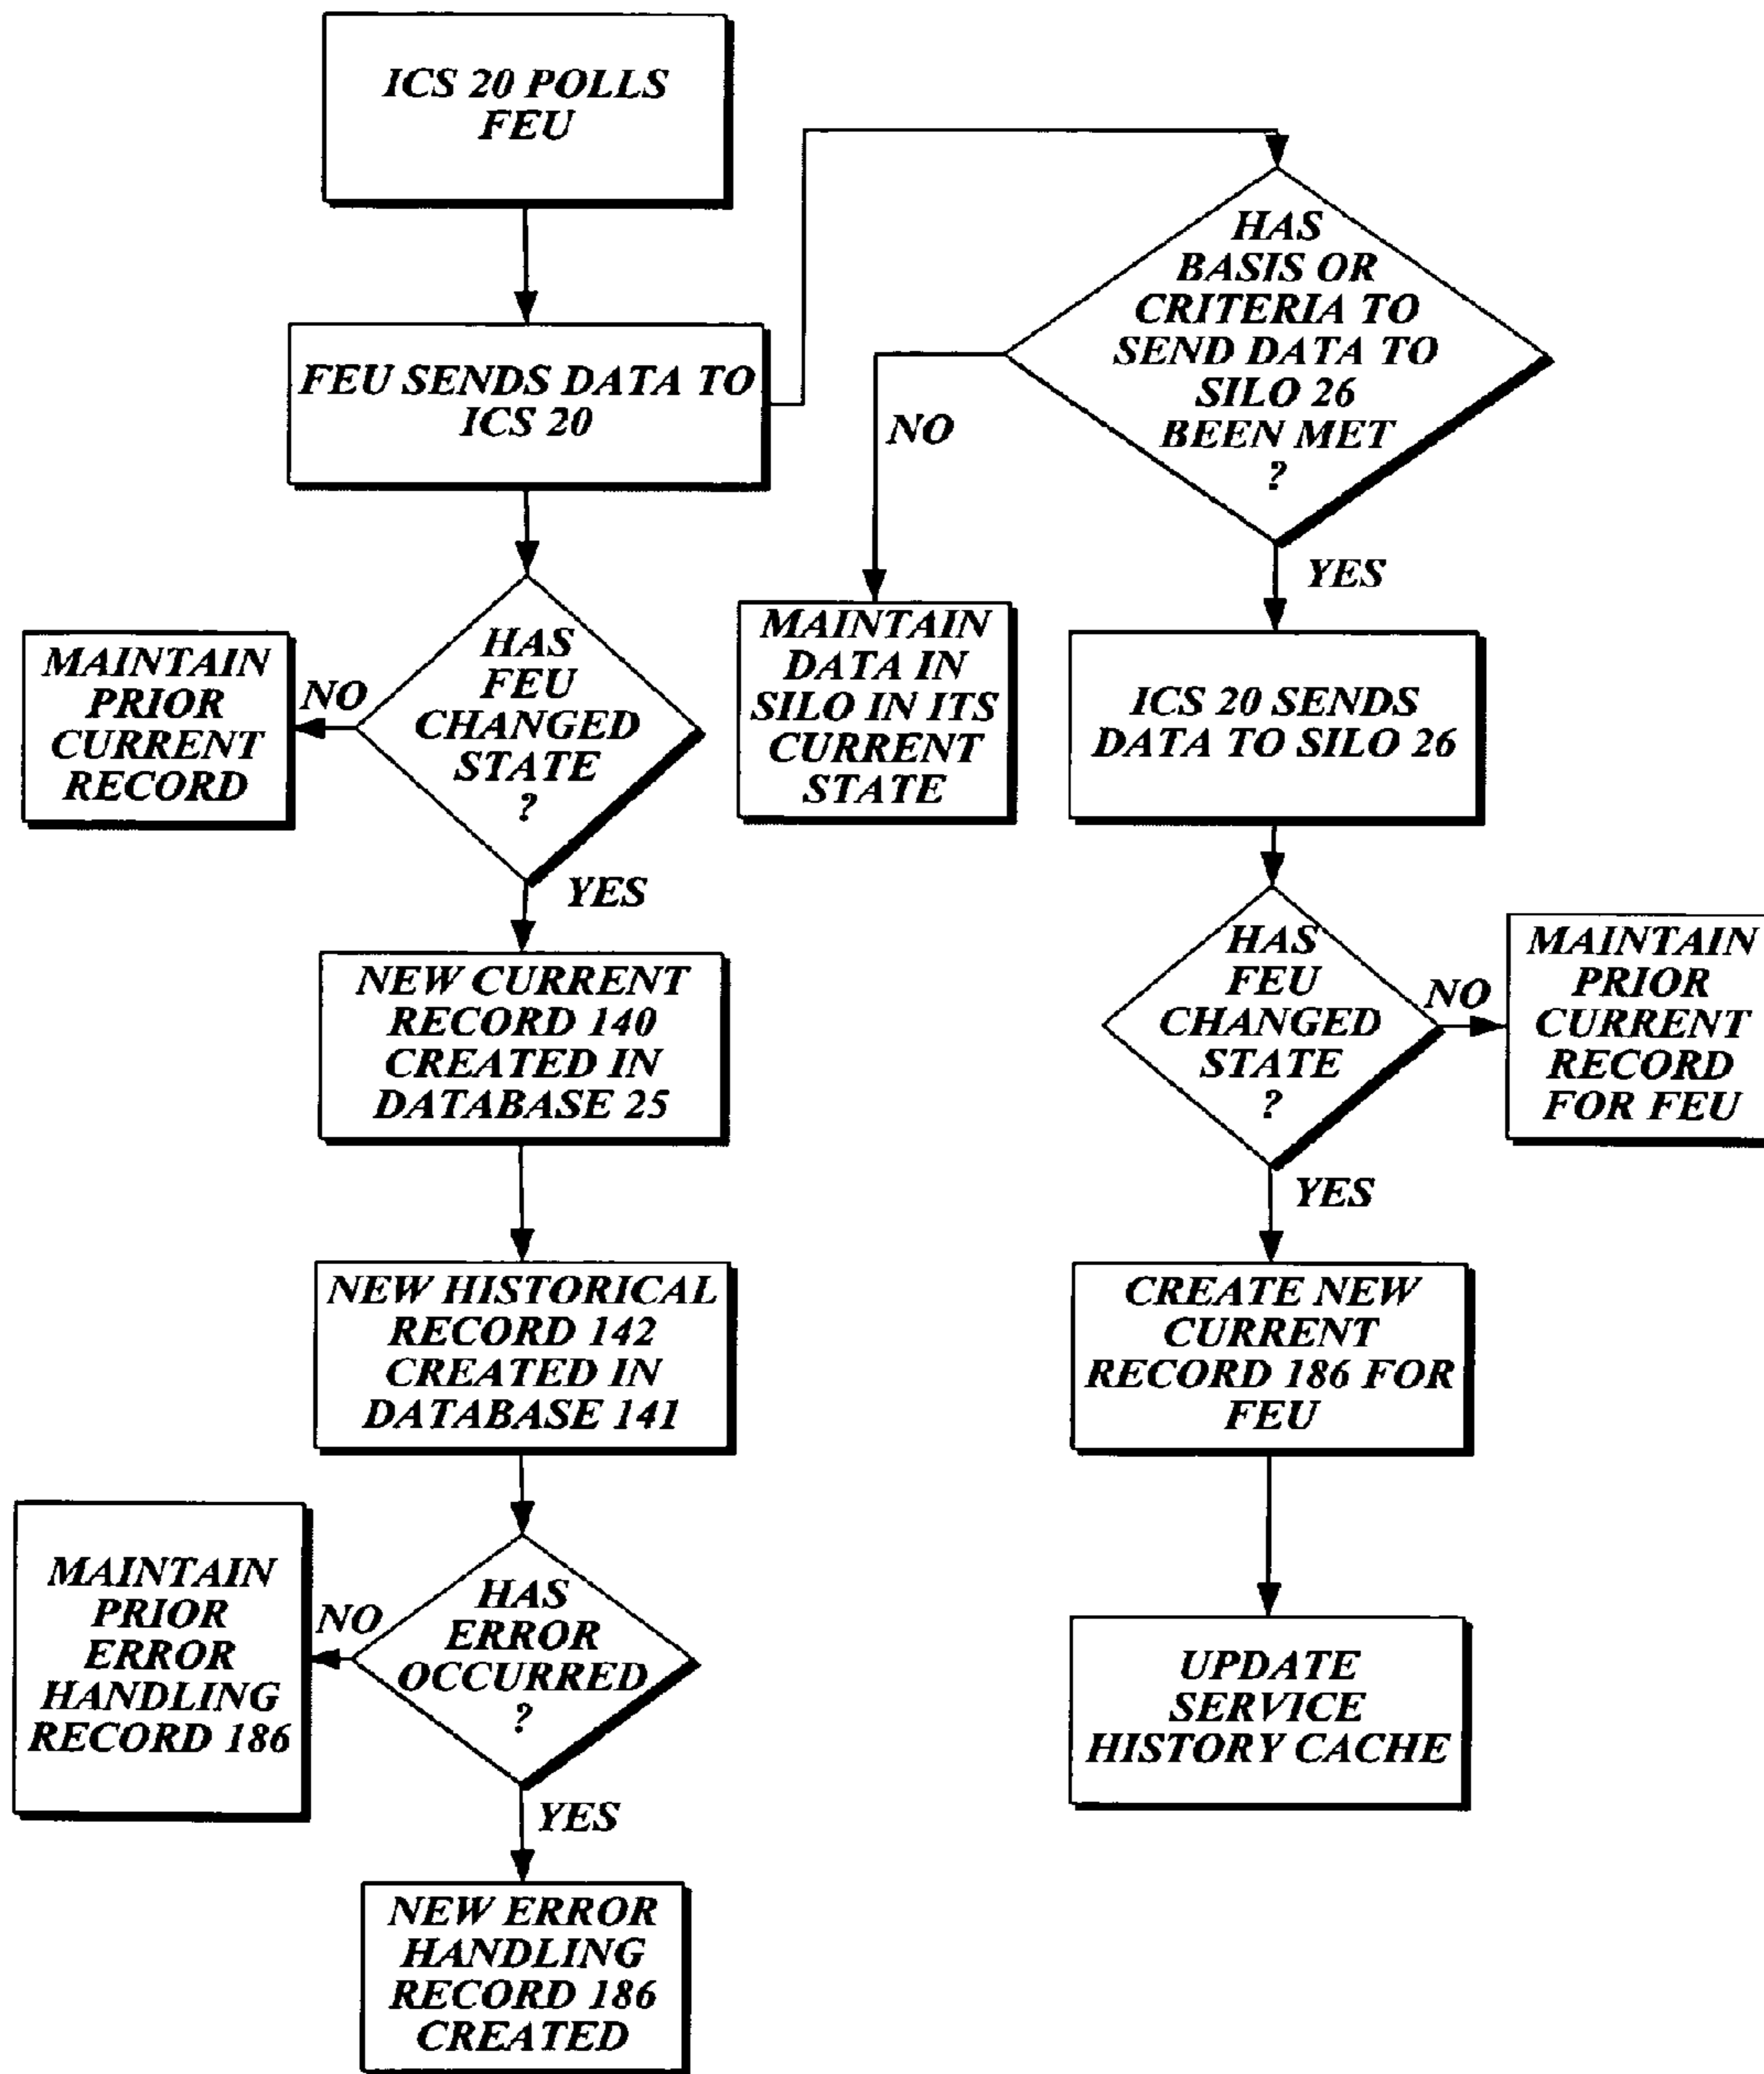 ICS 20 POLLS
FEU
FEU SENDS DATA TO
ICS 20
HAS
FEU
CHANGED
STATE
?
NO
MAINTAIN
PRIOR
CURRENT
RECORD
YES
NEW CURRENT
RECORD 140
CREATED IN
DATABASE 25
NEW HISTORICAL
RECORD 142
CREATED IN
DATABASE 141
HAS
ERROR
OCCURRED
?
NO
MAINTAIN
PRIOR
ERROR
HANDLING
RECORD 186
YES
NEW ERROR
HANDLING
RECORD 186
CREATED
HAS
BASIS OR
CRITERIA TO
SEND DATA TO
SILO 26
BEEN MET
?
NO
MAINTAIN
DATA IN
SILO IN ITS
CURRENT
STATE
YES
ICS 20 SENDS
DATA TO SILO 26
HAS
FEU
CHANGED
STATE
?
NO
MAINTAIN
PRIOR
CURRENT
RECORD
FOR FEU
YES
CREATE NEW
CURRENT
RECORD 186 FOR
FEU
UPDATE
SERVICE
HISTORY CACHE